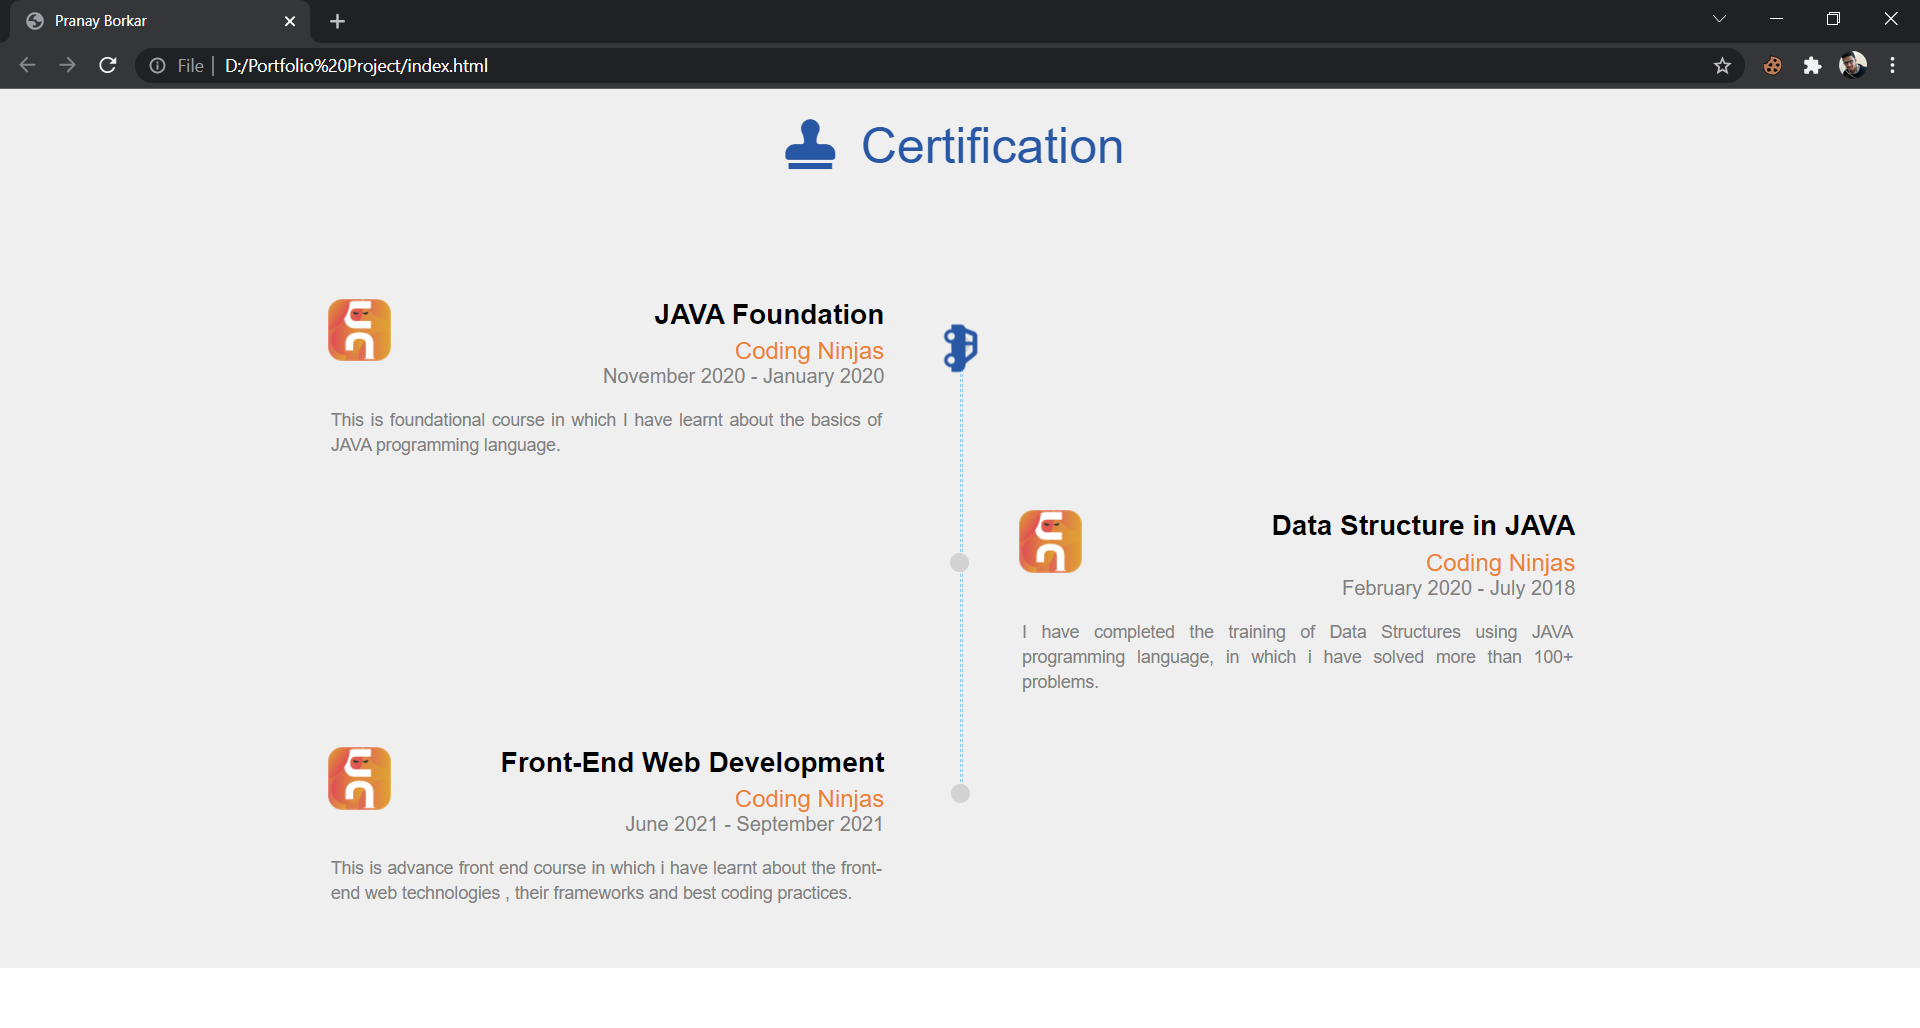 Pranay Borkar
File
D:/Portfolio%20Project/index.html
Certification
JAVA Foundation
Coding Ninjas
November 2020 - January 2020
This is foundational course in which I have learnt about the basics of
JAVA programming language.
Data Structure in JAVA
Coding Ninjas
February 2020 - July 2018
I have completed the training of Data Structures using JAVA
programming language, in which i have solved more than 100+
problems.
Front-End Web Development
Coding Ninjas
June 2021 - September 2021
This is advance front end course in which i have learnt about the front-
end web technologies , their frameworks and best coding practices.